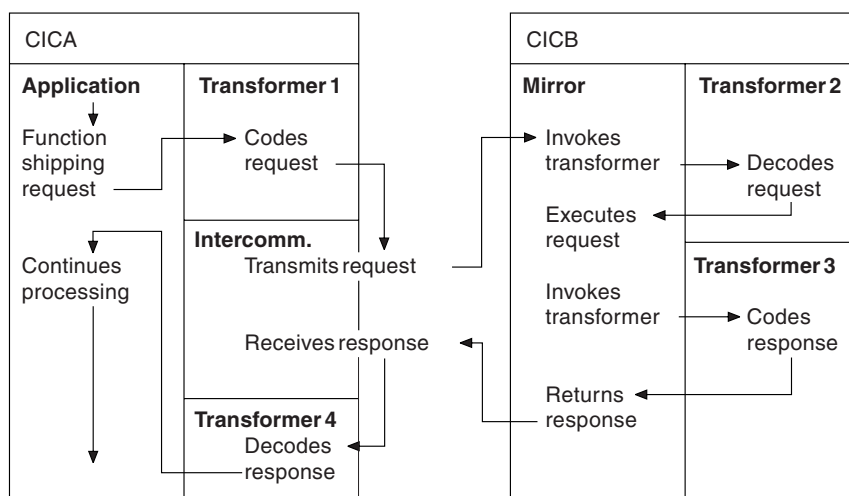 CICA
CICB
Application
Transformer 1
Mirror
Transformer 2
Function
shipping
request
Codes
request
Invokes
transformer
Decodes
request
Executes
request
Intercomm.
Transmits request
Continues
processing
Transformer 3
Invokes
transformer
Codes
response
Receives response
Returns
response
Transformer 4
Decodes
response